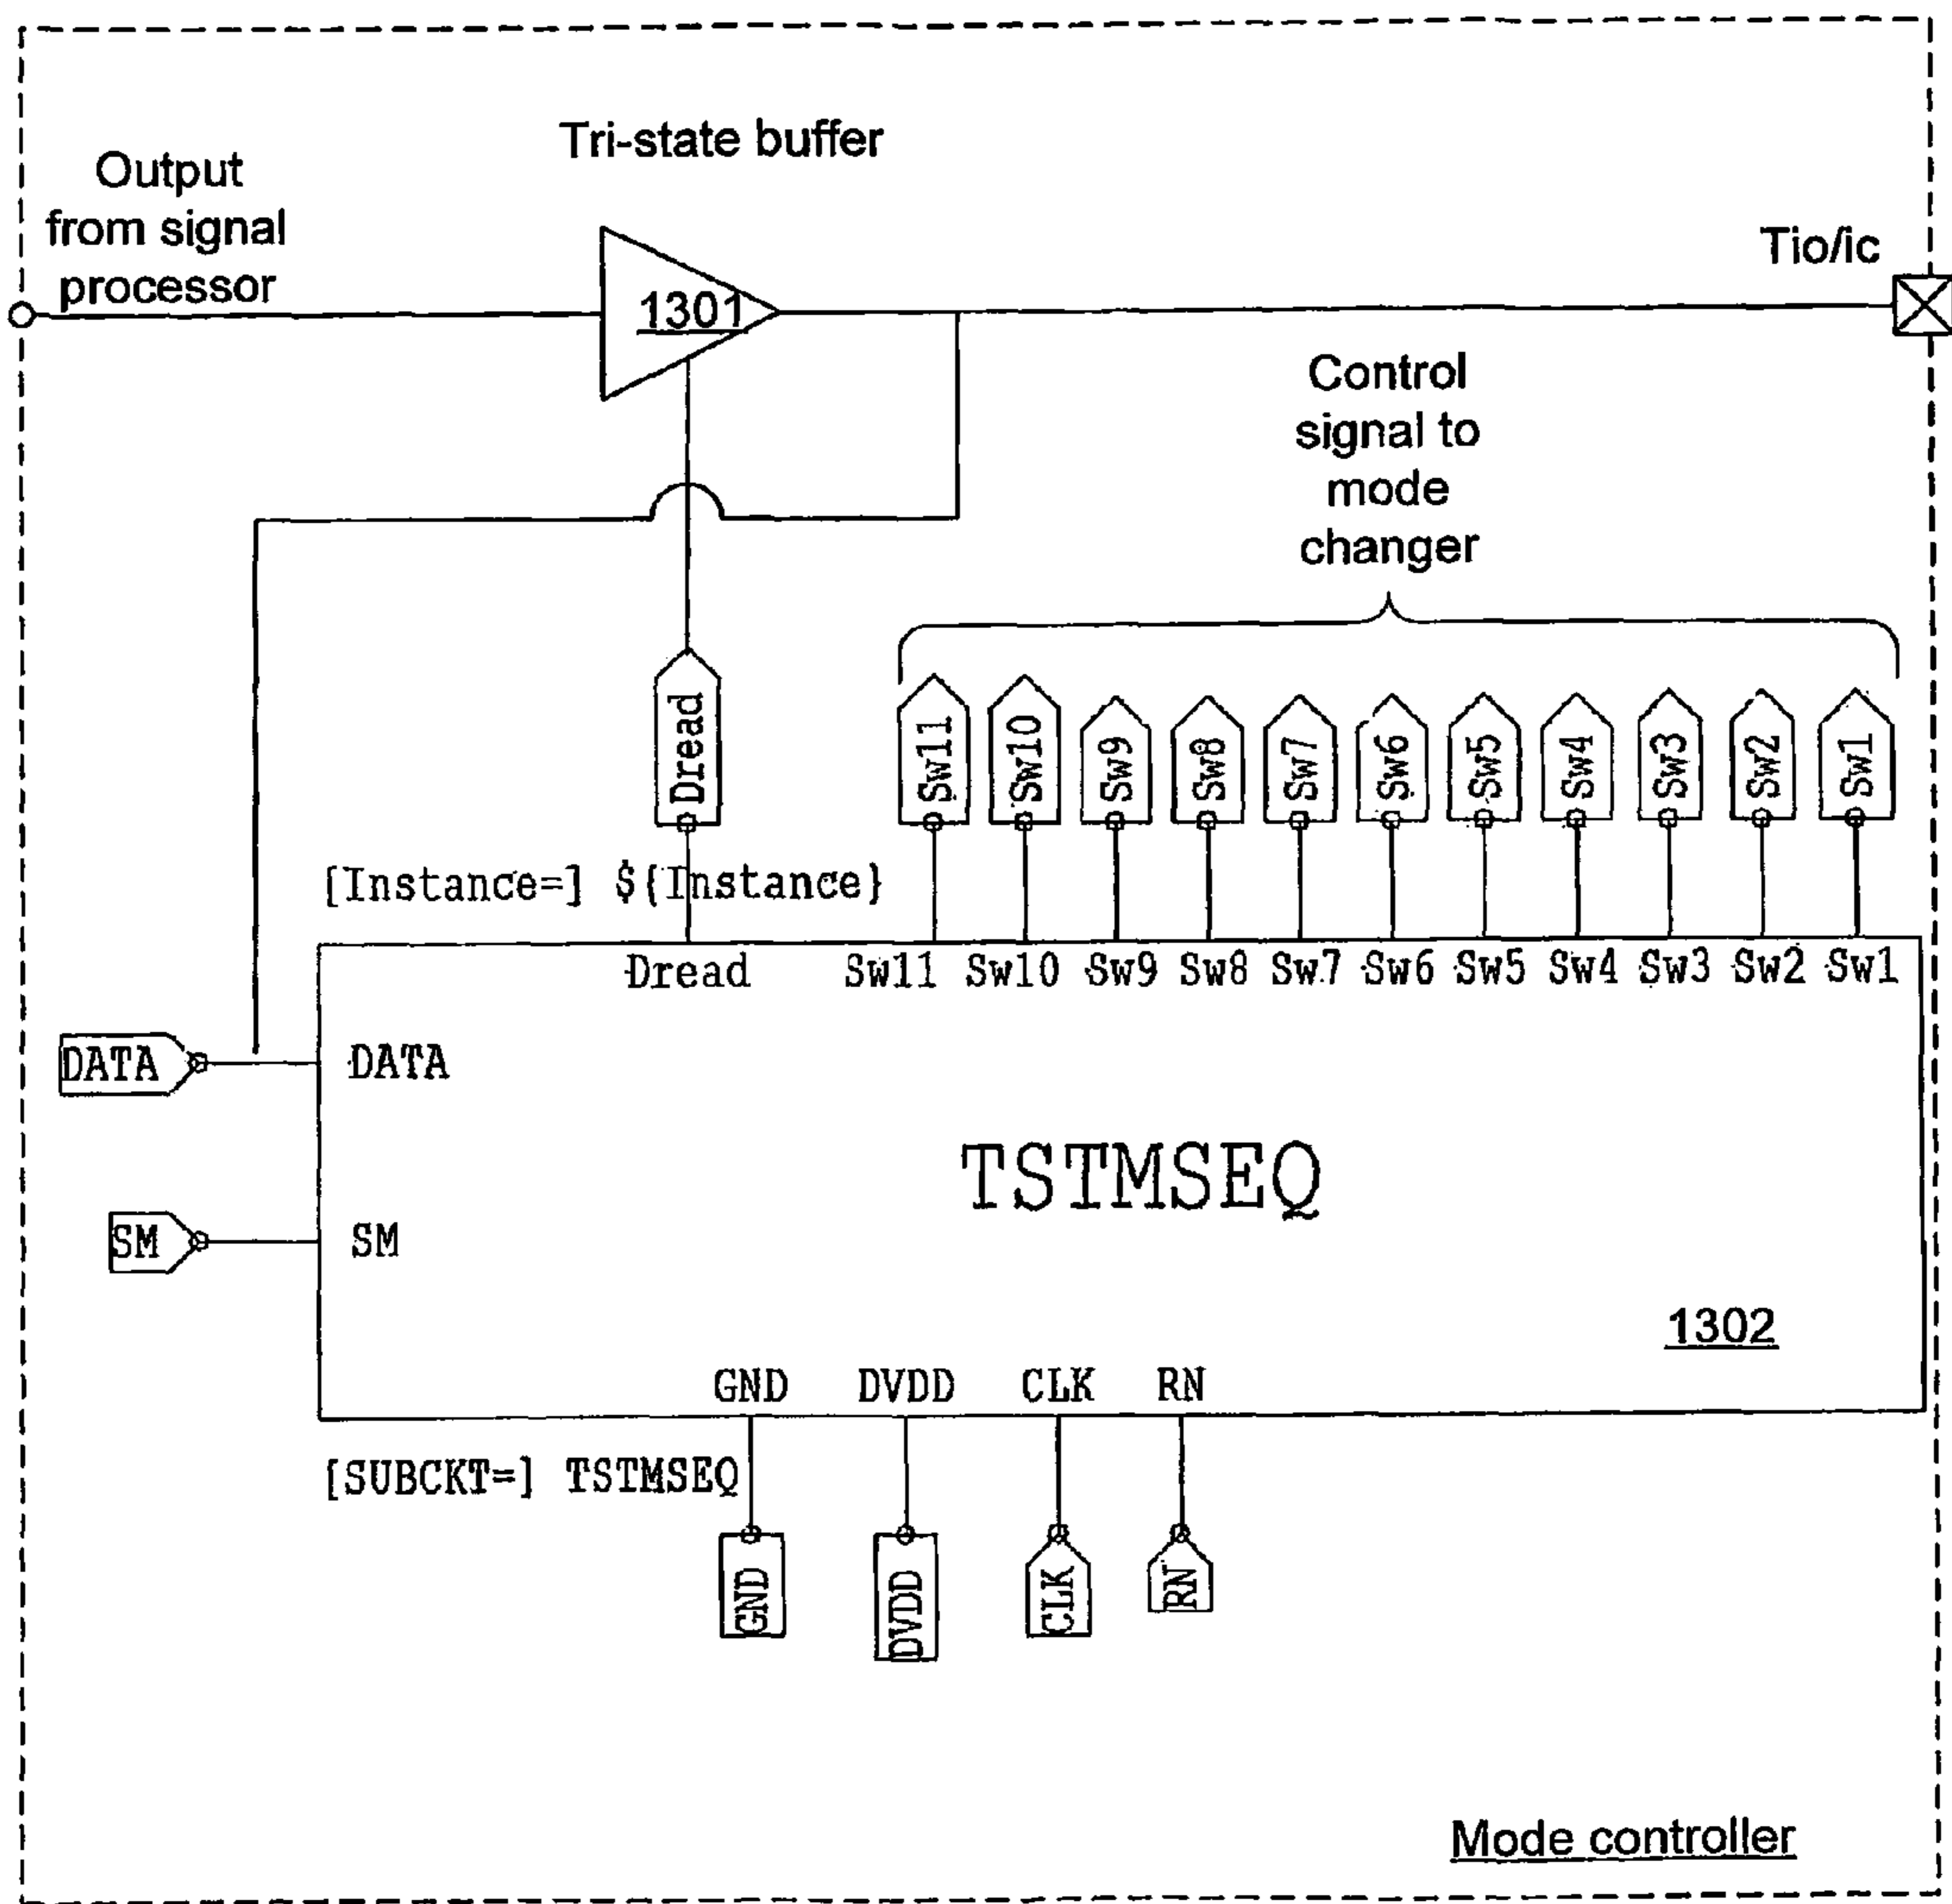 Tri-state buffer
Output
from signal
processor
1301
Tio/ic
Control
signal to
mode
changer
Dread
Sw11
Sw10
Sw9
Sw8
Sw7
Sw6
Sw5
Sw4
Sw3
Sw2
Sw1
[Instance=] ${Instance}
Dread Sw11 Sw10 Sw9 Sw8 Sw7 Sw6 Sw5 Sw4 Sw3 Sw2 Sw1
DATA
DATA
TSTMSEQ
SM
SM
1302
GND DVDD CLK RN
[SUBCKT=] TSTMSEQ
GND
DVDD
CLK
RN
Mode controller